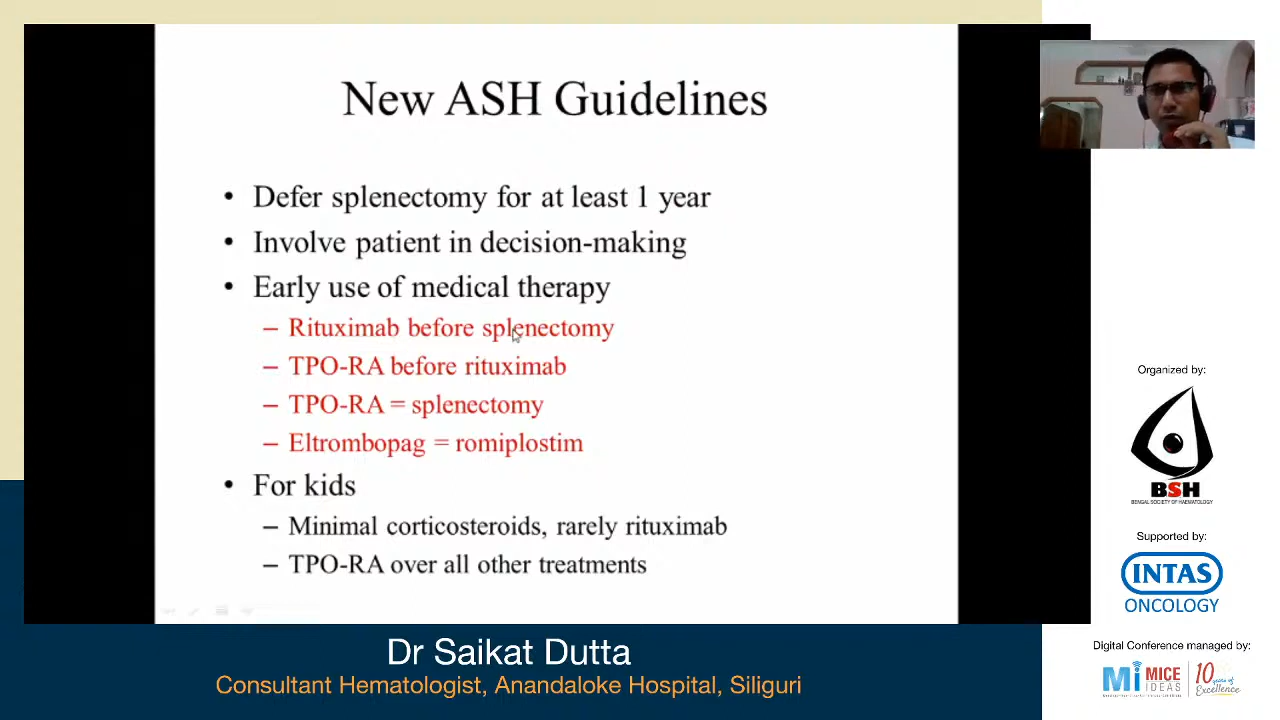 New ASH Guidelines
• Defer splenectomy for at least 1 year
• Involve patient in decision-making
• Early use of medical therapy
– Rituximab before splenectomy
– TPO-RA before rituximab
– TPO-RA = splenectomy
– Eltrombopag = romiplostim
• For kids
– Minimal corticosteroids, rarely rituximab
– TPO-RA over all other treatments
Organized by:
BSH
BENGAL SOCIETY OF HAEMATOLOGY
Supported by:
INTAS
ONCOLOGY
Digital Conference managed by:
Mi MICE IDEAS
10 years of Excellence
Dr Saikat Dutta
Consultant Hematologist, Anandaloke Hospital, Siliguri